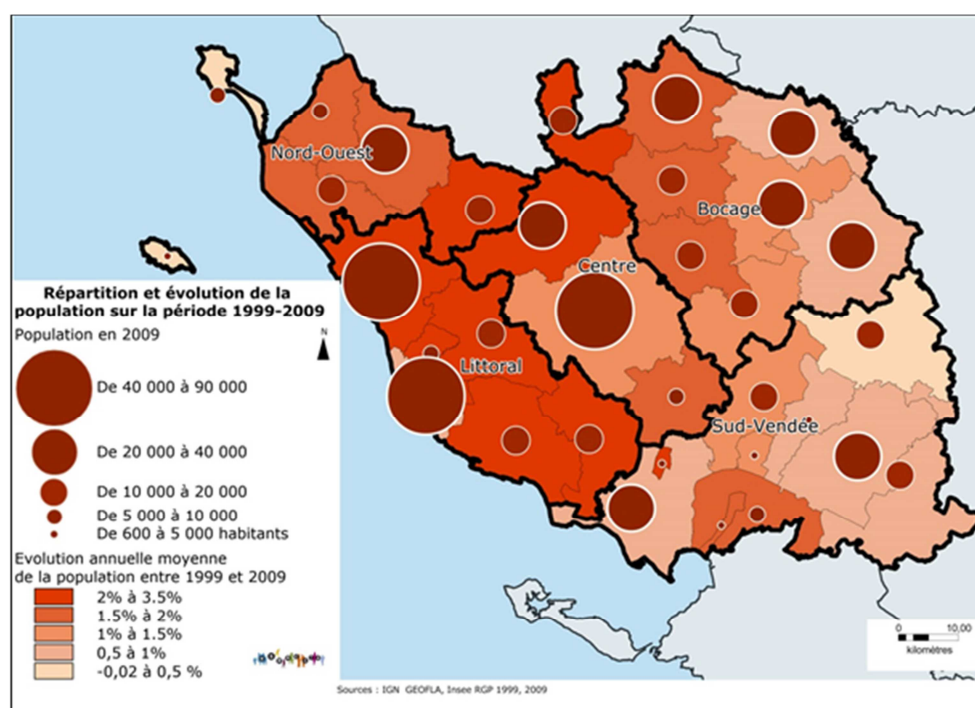 Nord-Ouest
Bocage
Centre
Littoral
Sud-Vendée
Répartition et évolution de la
population sur la période 1999-2009
Population en 2009
N
De 40 000 à 90 000
De 20 000 à 40 000
De 10 000 à 20 000
De 5 000 à 10 000
De 600 à 5 000 habitants
Evolution annuelle moyenne
de la population entre 1999 et 2009
2% à 3.5%
1.5% à 2%
1% à 1.5%
0,5 à 1%
-0,02 à 0,5 %
0 10,00
kilomètres
Sources : IGN GEOFLA, Insee RGP 1999, 2009